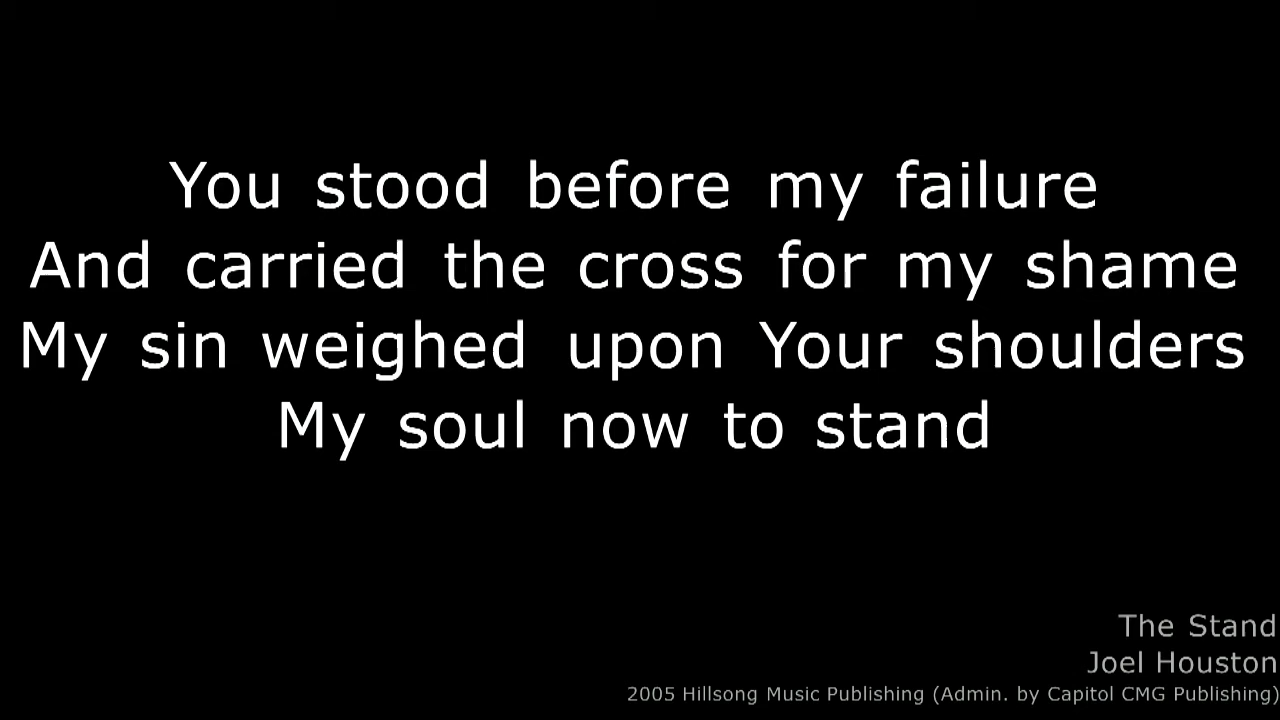 You stood before my failure
And carried the cross for my shame
My sin weighed upon Your shoulders
My soul now to stand
The Stand
Joel Houston
2005 Hillsong Music Publishing (Admin. by Capitol CMG Publishing)